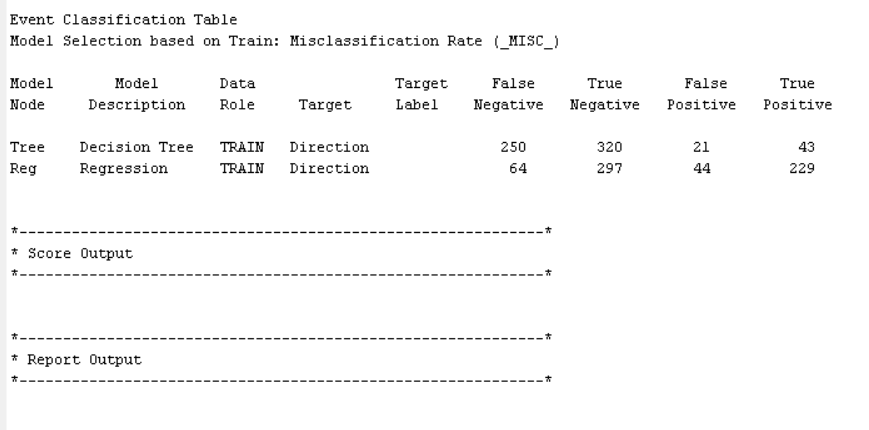 Event Classification Table
Model Selection based on Train: Misclassification Rate (_MISC_)
Model Model Data Target False True False True
Node Description Role Target Label Negative Negative Positive Positive
Tree Decision Tree TRAIN Direction 250 320 21 43
Reg Regression TRAIN Direction 64 297 44 229
*----------------------------------------------------------*
* Score Output
*----------------------------------------------------------*
*----------------------------------------------------------*
* Report Output
*----------------------------------------------------------*